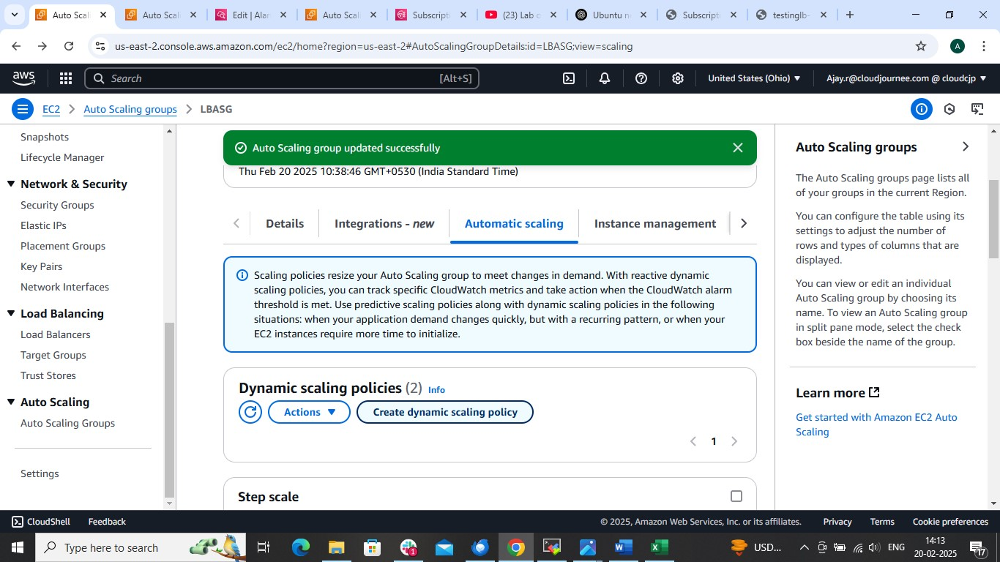 Auto Scal
Auto Scal
Edit | Alar
Auto Scal
Subscripti
(23) Lab o
Ubuntu n
Subscripti
testinglb-
us-east-2.console.aws.amazon.com/ec2/home?region=us-east-2#AutoScalingGroupDetails:id=LBASG;view=scaling
A
aws
Search
[Alt+S]
United States (Ohio)
Ajay.r@cloudjournee.com @ cloudcjp
EC2
Auto Scaling groups
LBASG
Snapshots
Lifecycle Manager
Network & Security
Security Groups
Elastic IPs
Placement Groups
Key Pairs
Network Interfaces
Load Balancing
Load Balancers
Target Groups
Trust Stores
Auto Scaling
Auto Scaling Groups
Settings
Auto Scaling group updated successfully
Thu Feb 20 2025 10:38:46 GMT+0530 (India Standard Time)
Details
Integrations - new
Automatic scaling
Instance management
Scaling policies resize your Auto Scaling group to meet changes in demand. With reactive dynamic
scaling policies, you can track specific CloudWatch metrics and take action when the CloudWatch alarm
threshold is met. Use predictive scaling policies along with dynamic scaling policies in the following
situations: when your application demand changes quickly, but with a recurring pattern, or when your
EC2 instances require more time to initialize.
Dynamic scaling policies (2) Info
Actions
Create dynamic scaling policy
1
Step scale
Auto Scaling groups
The Auto Scaling groups page lists all
of your groups in the current Region.
You can configure the table using its
settings to adjust the number of
rows and types of columns that are
displayed.
You can view or edit an individual
Auto Scaling group by choosing its
name. To view an Auto Scaling group
in split pane mode, select the check
box beside the name of the group.
Learn more
Get started with Amazon EC2 Auto
Scaling
CloudShell
Feedback
© 2025, Amazon Web Services, Inc. or its affiliates.
Privacy
Terms
Cookie preferences
Type here to search
1
USD...
ENG
14:13
20-02-2025
17